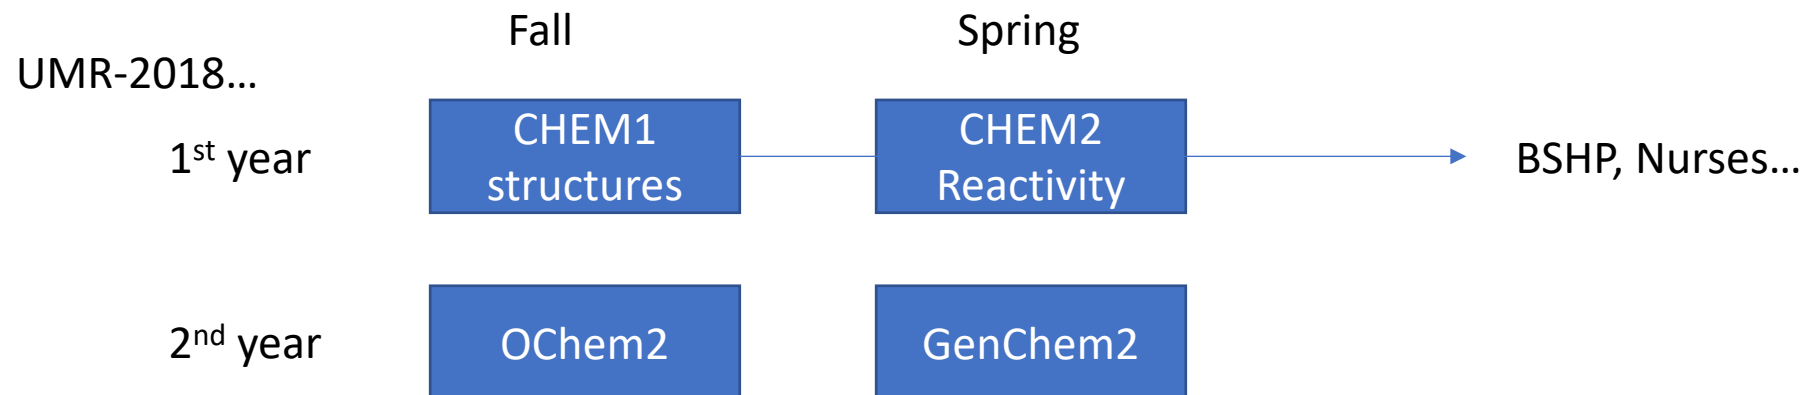 Fall
Spring
UMR-2018…
1st year
CHEM1
structures
CHEM2
Reactivity
BSHP, Nurses…
2nd year
OChem2
GenChem2